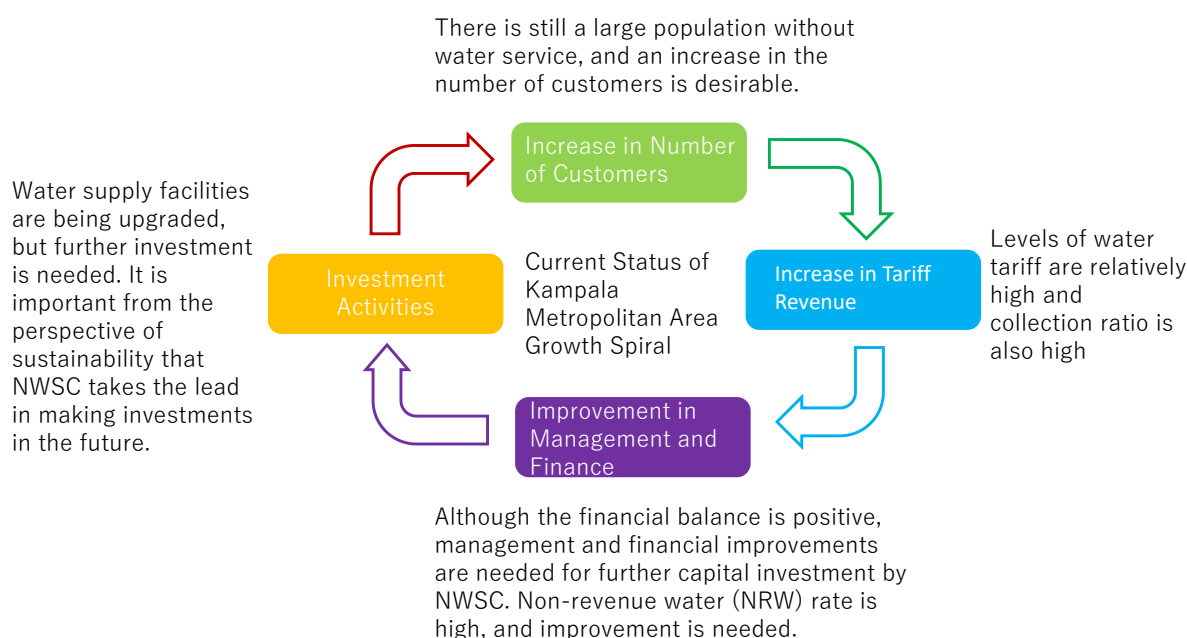 There is still a large population without
water service, and an increase in the
number of customers is desirable.
Increase in Number
of Customers
Water supply facilities
are being upgraded,
but further investment
is needed. It is
important from the
perspective of
sustainability that
NWSC takes the lead
in making investments
in the future.
Investment
Activities
Current Status of
Kampala
Metropolitan Area
Growth Spiral
Increase in Tariff
Revenue
Levels of water
tariff are relatively
high and
collection ratio is
also high
Improvement in
Management and
Finance
Although the financial balance is positive,
management and financial improvements
are needed for further capital investment by
NWSC. Non-revenue water (NRW) rate is
high, and improvement is needed.